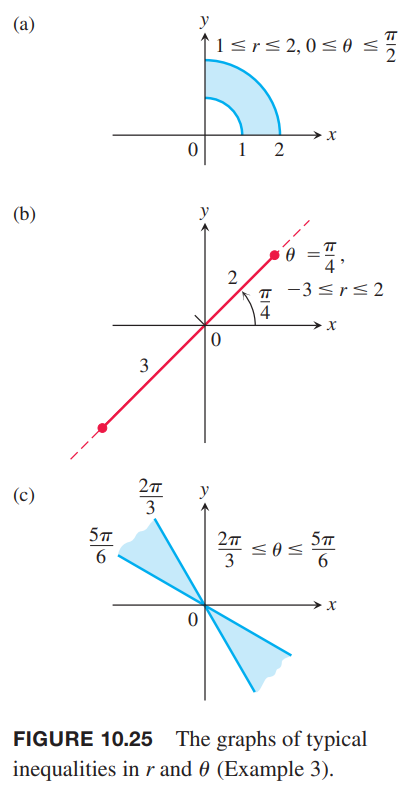 (a)
y
1 ≤ r ≤ 2, 0 ≤ θ ≤ π/2
x
0 1 2
(b)
y
θ = π/4,
2
π/4
−3 ≤ r ≤ 2
x
0
3
(c)
2π/3
y
5π/6
2π/3 ≤ θ ≤ 5π/6
x
0
FIGURE 10.25 The graphs of typical
inequalities in r and θ (Example 3).